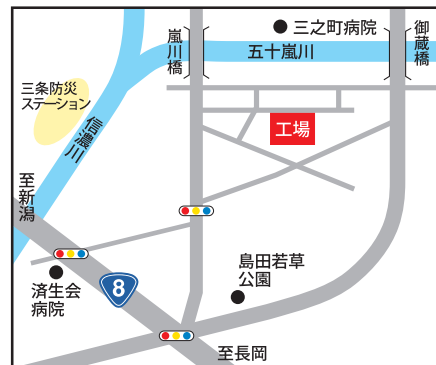 三之町病院
嵐川橋
五十嵐川
御蔵橋
三条防災
ステーション
信濃川
工場
至新潟
済生会
病院
8
島田若草
公園
至長岡